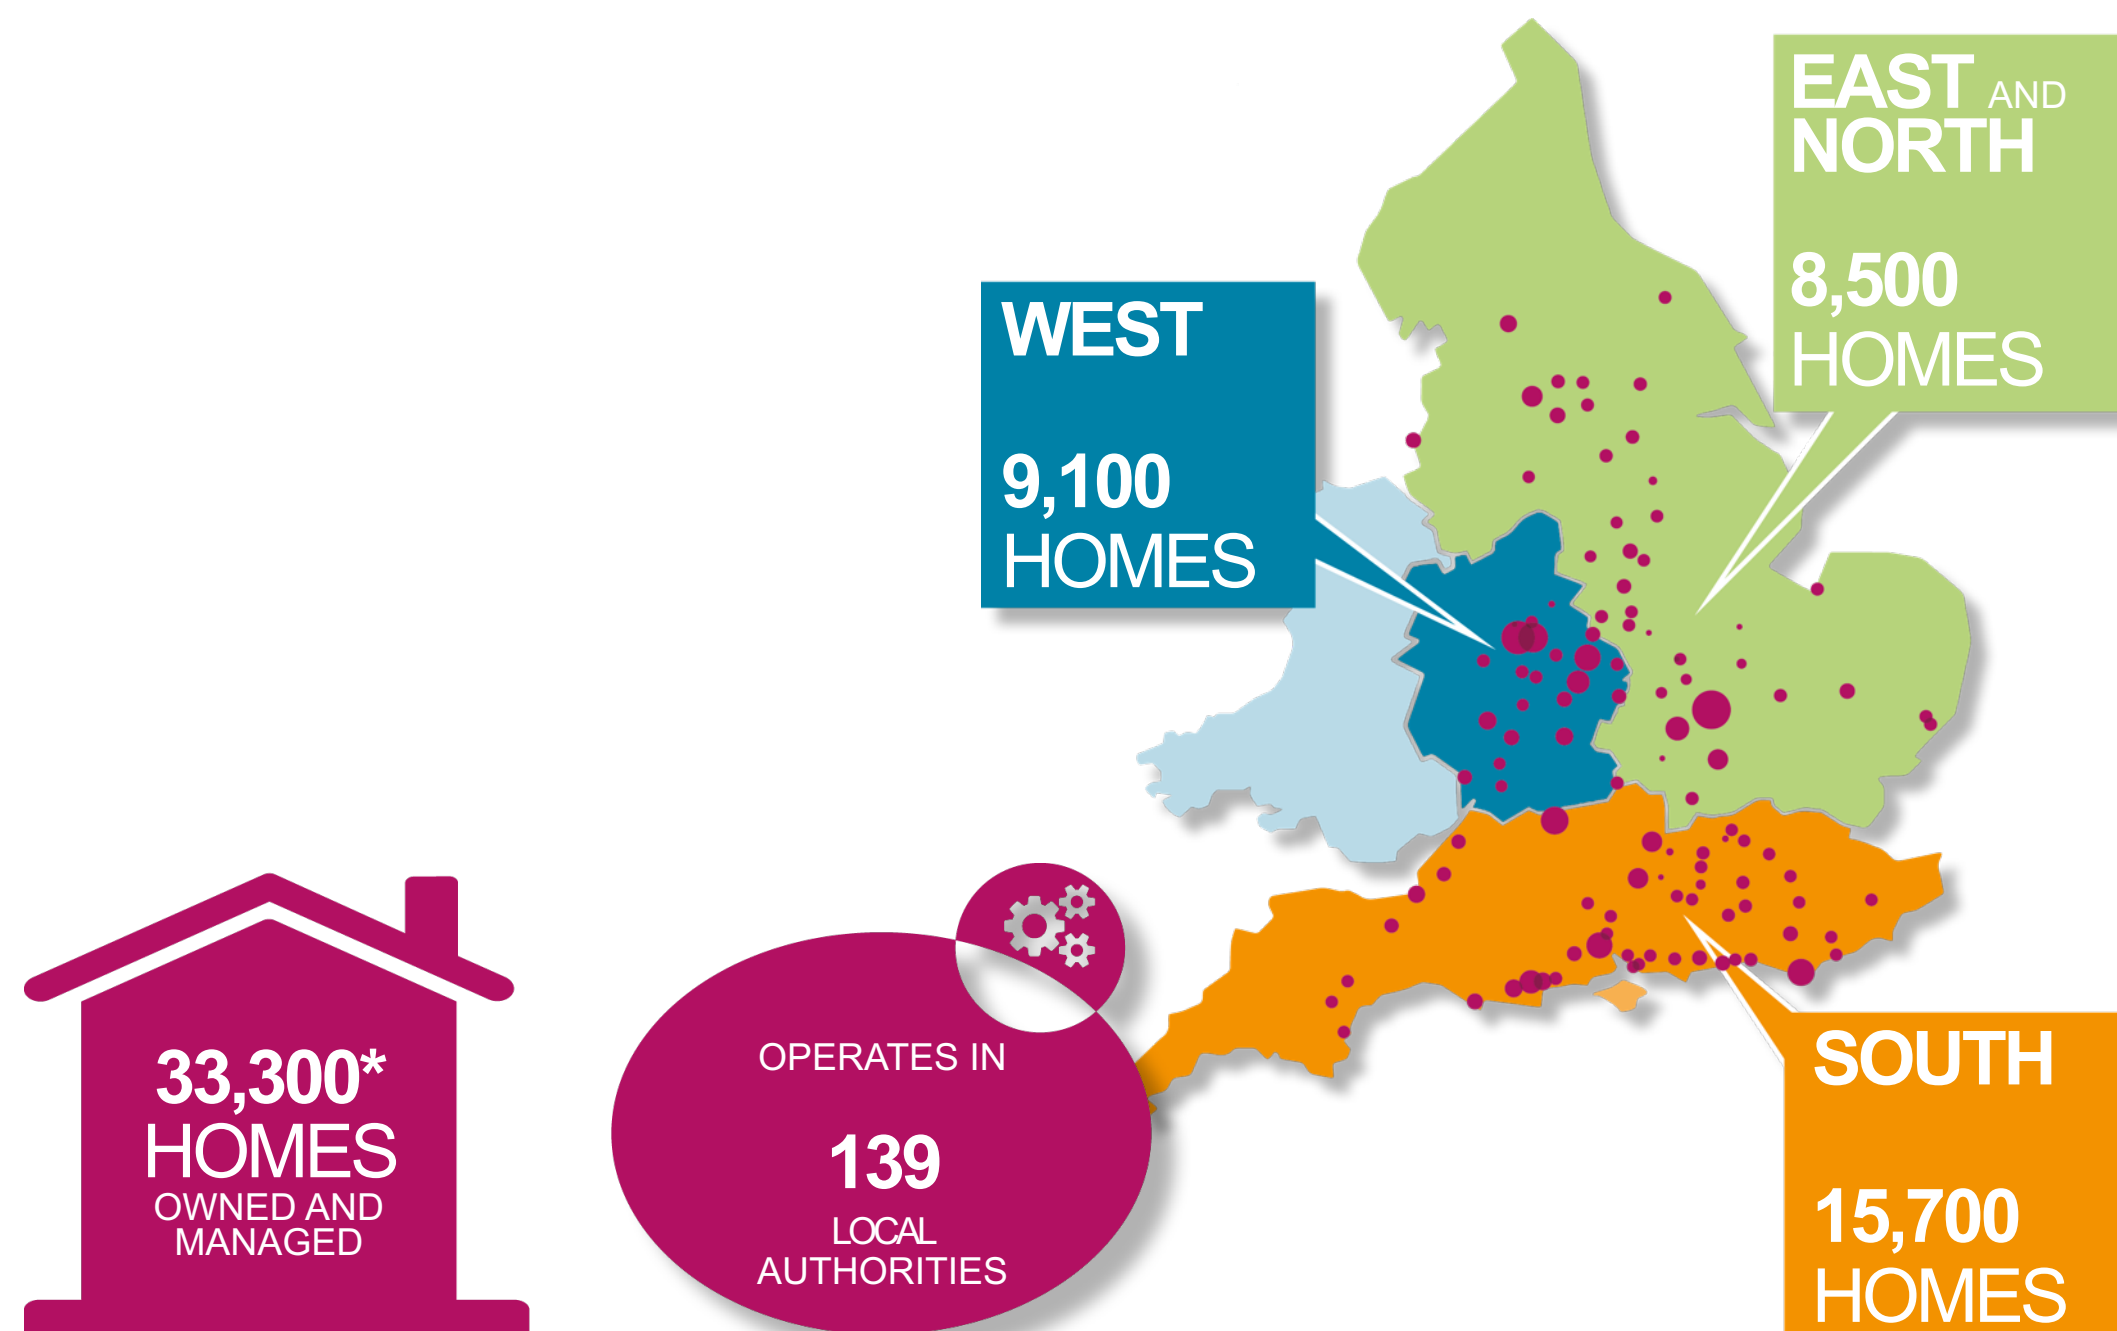 EAST AND
NORTH
8,500
HOMES
WEST
9,100
HOMES
33,300*
HOMES
OWNED AND
MANAGED
OPERATES IN
139
LOCAL
AUTHORITIES
SOUTH
15,700
HOMES